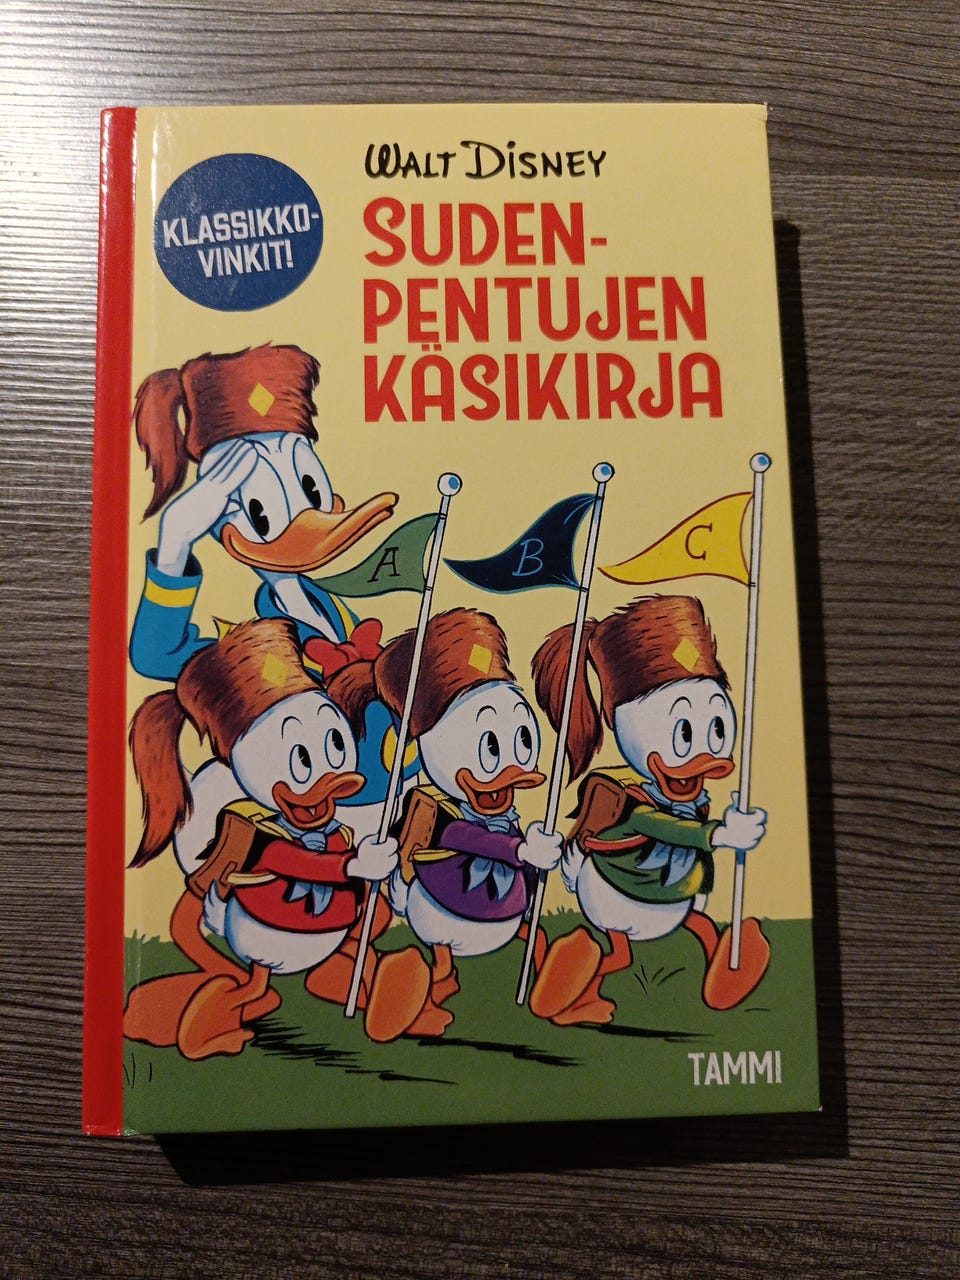 WALT DISNEY
KLASSIKKO-
VINKIT!
SUDEN-
PENTUJEN
KÄSIKIRJA
A
B
C
TAMMI